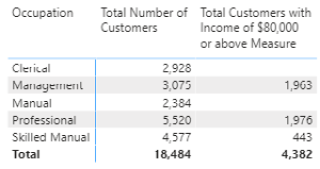 Occupation Total Number of Total Customers with
Customers Income of $80,000
or above Measure
Clerical 2,928
Management 3,075 1,963
Manual 2,384
Professional 5,520 1,976
Skilled Manual 4,577 443
Total 18,484 4,382